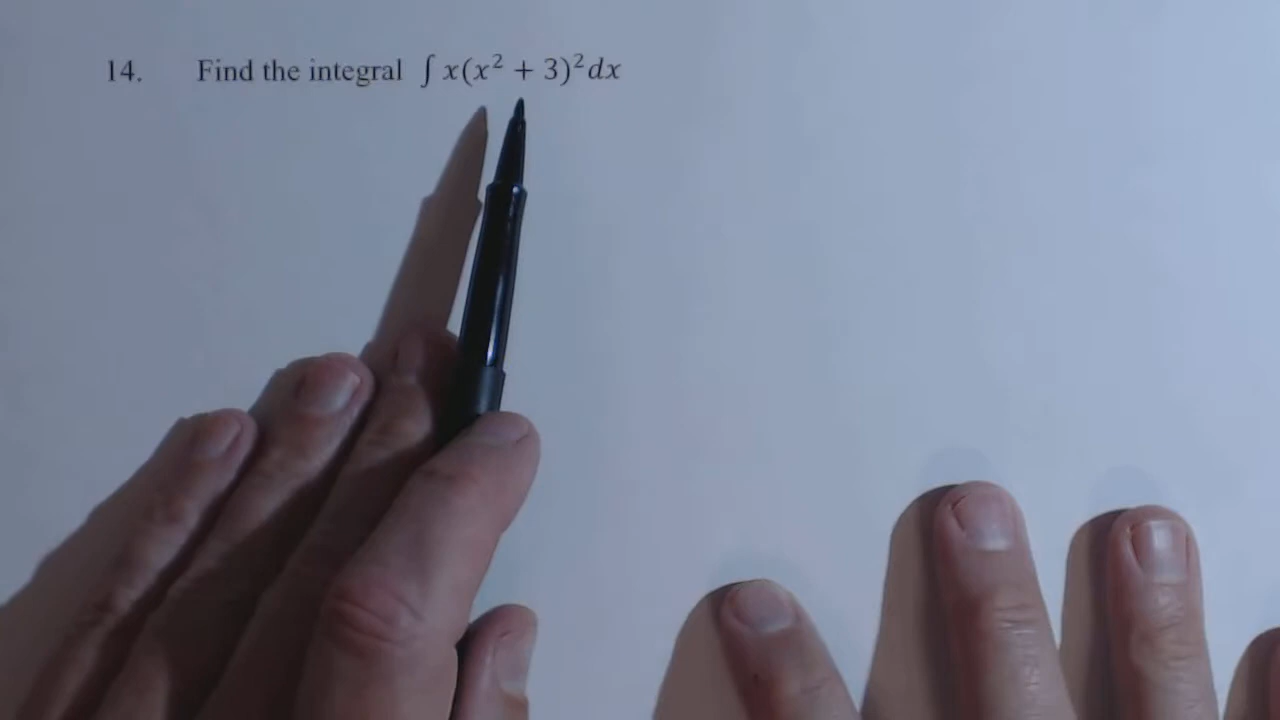 14. Find the integral ∫ x(x² + 3)² dx